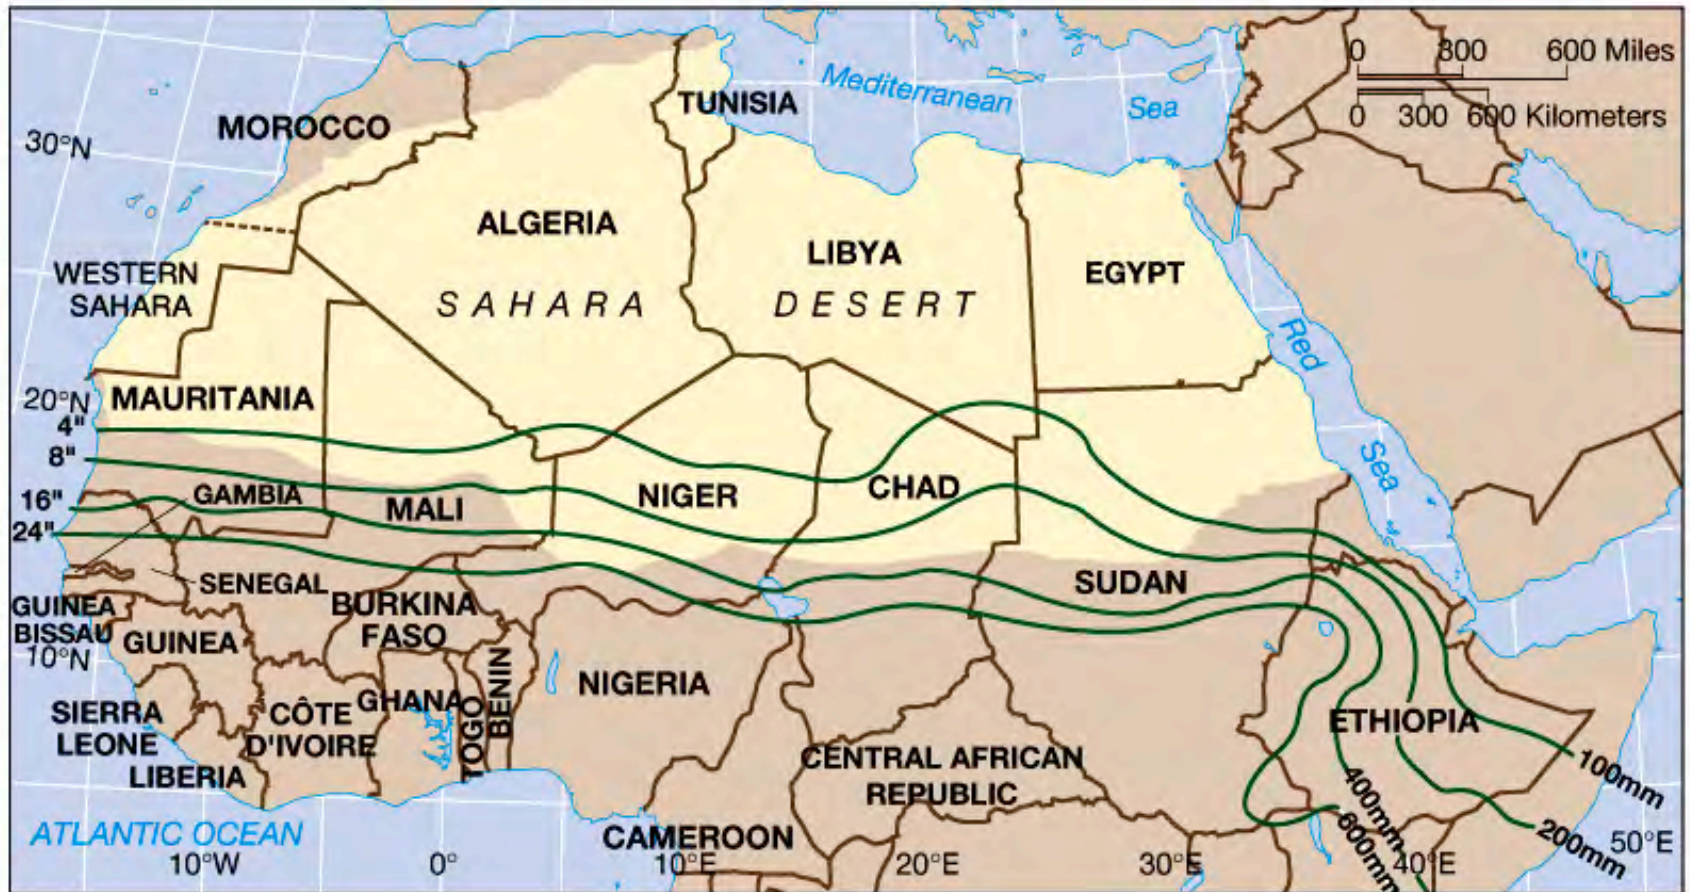 0 300 600 Miles
0 300 600 Kilometers
Mediterranean
Sea
TUNISIA
MOROCCO
30°N
ALGERIA
LIBYA
EGYPT
WESTERN
SAHARA
SAHARA
DESERT
Red
Sea
20°N
MAURITANIA
4"
8"
16"
24"
GAMBIA
MALI
NIGER
CHAD
SENEGAL
SUDAN
GUINEA
BISSAU
BURKINA
FASO
GUINEA
10°N
BENIN
NIGERIA
SIERRA
LEONE
CÔTE
D'IVOIRE
GHANA
TOGO
ETHIOPIA
LIBERIA
CENTRAL AFRICAN
REPUBLIC
100mm
400mm
200mm
600mm
ATLANTIC OCEAN
CAMEROON
10°W
0°
10°E
20°E
30°E
40°E
50°E